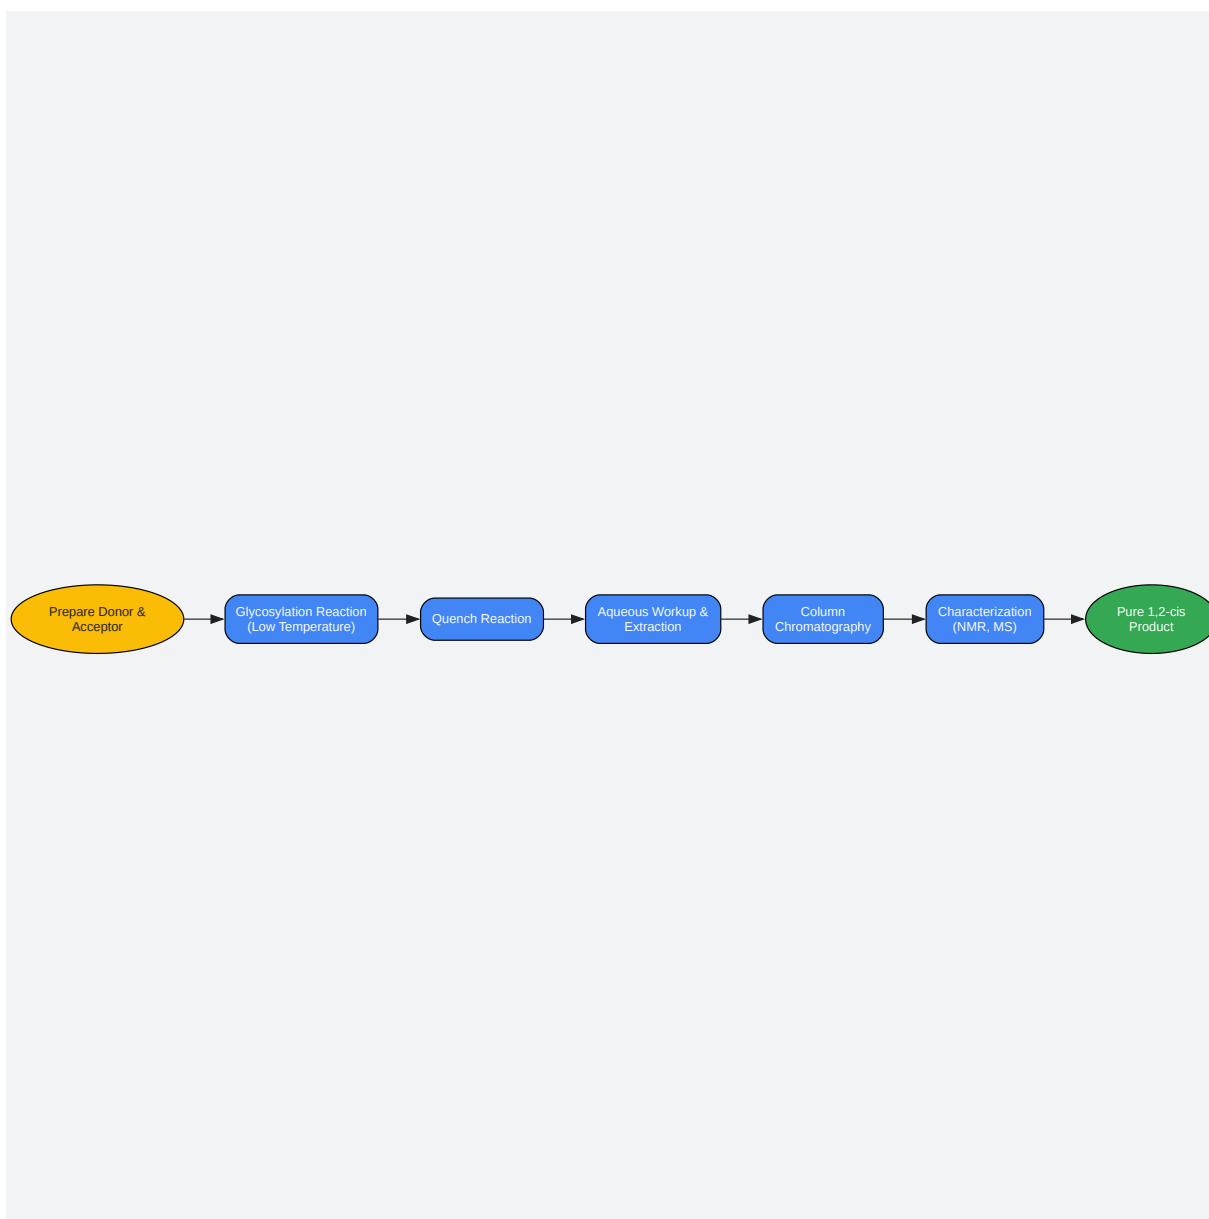 Prepare Donor &
Acceptor
Glycosylation Reaction
(Low Temperature)
Quench Reaction
Aqueous Workup &
Extraction
Column
Chromatography
Characterization
(NMR, MS)
Pure 1,2-cis
Product